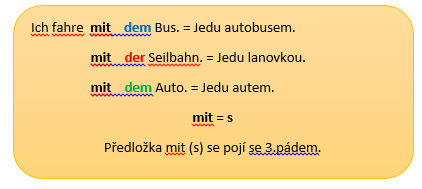 Ich fahre mit dem Bus. = Jedu autobusem.
mit der Seilbahn. = Jedu lanovkou.
mit dem Auto. = Jedu autem.
mit = s
Předložka mit (s) se pojí se 3.pádem.